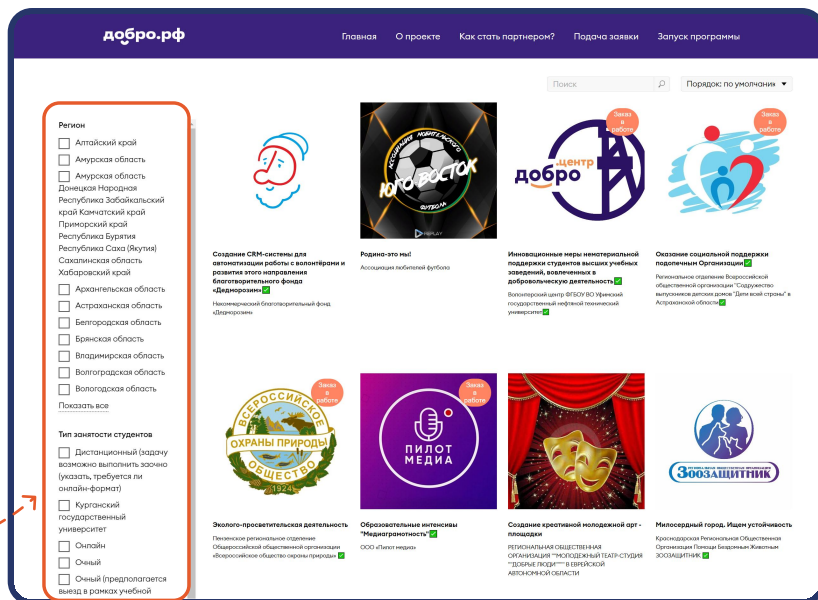 добро.рф
Главная О проекте Как стать партнером? Подача заявки Запуск программы
Поиск
Порядок: по умолчанию
Регион
Алтайский край
Амурская область
Амурская область
Донецкая Народная
Республика Забайкальский
край Камчатский край
Приморский край
Республика Бурятия
Республика Саха (Якутия)
Сахалинская область
Хабаровский край
Архангельская область
Астраханская область
Белгородская область
Брянская область
Владимирская область
Волгоградская область
Вологодская область
Показать все
Тип занятости студентов
Дистанционный (задачу
возможно выполнить заочно
(указать, требуется ли
онлайн-формат)
Курганский
государственный
университет
Онлайн
Очный
Очный (предполагается
выезд в рамках учебной
Создание CRM-системы для
автоматизации работы с волонтёрами и
развития этого направления
благотворительного фонда
«Дедморозим»
Некоммерческий благотворительный фонд
«Дедморозим»
АССОЦИАЦИЯ ЛЮБИТЕЛЬСКОГО
ЮГО ВОСТОК
ФУТБОЛА
REPLAY
Родина-это мы!
Ассоциация любителей футбола
Заказ
в
работе
.центр
добро
Инновационные меры нематериальной
поддержки студентов высших учебных
заведений, вовлеченных в
добровольческую деятельность
Волонтерский центр ФГБОУ ВО Уфимский
государственный нефтяной технический
университет
Заказ
в
работе
Оказание социальной поддержки
подопечным Организации
Региональное отделение Всероссийской
общественной организации "Содружество
выпускников детских домов "Дети всей страны" в
Астраханской области
Заказ
в
работе
ВСЕРОССИЙСКОЕ
ОХРАНЫ ПРИРОДЫ
ОБЩЕСТВО
1924
Эколого-просветительская деятельность
Пензенское региональное отделение
Общероссийской общественной организации
«Всероссийское общество охраны природы»
Заказ
в
работе
ПИЛОТ
МЕДИА
Образовательные интенсивы
"Медиаграмотность"
ООО «Пилот медиа»
Создание креативной молодежной арт -
площадки
РЕГИОНАЛЬНАЯ ОБЩЕСТВЕННАЯ
ОРГАНИЗАЦИЯ ""МОЛОДЕЖНЫЙ ТЕАТР-СТУДИЯ
""ДОБРЫЕ ЛЮДИ"""" В ЕВРЕЙСКОЙ
АВТОНОМНОЙ ОБЛАСТИ
ЗООЗАЩИТНИК
Милосердный город. Ищем устойчивость
Краснодарская Региональная Общественная
Организация Помощи Бездомным Животным
ЗООЗАЩИТНИК